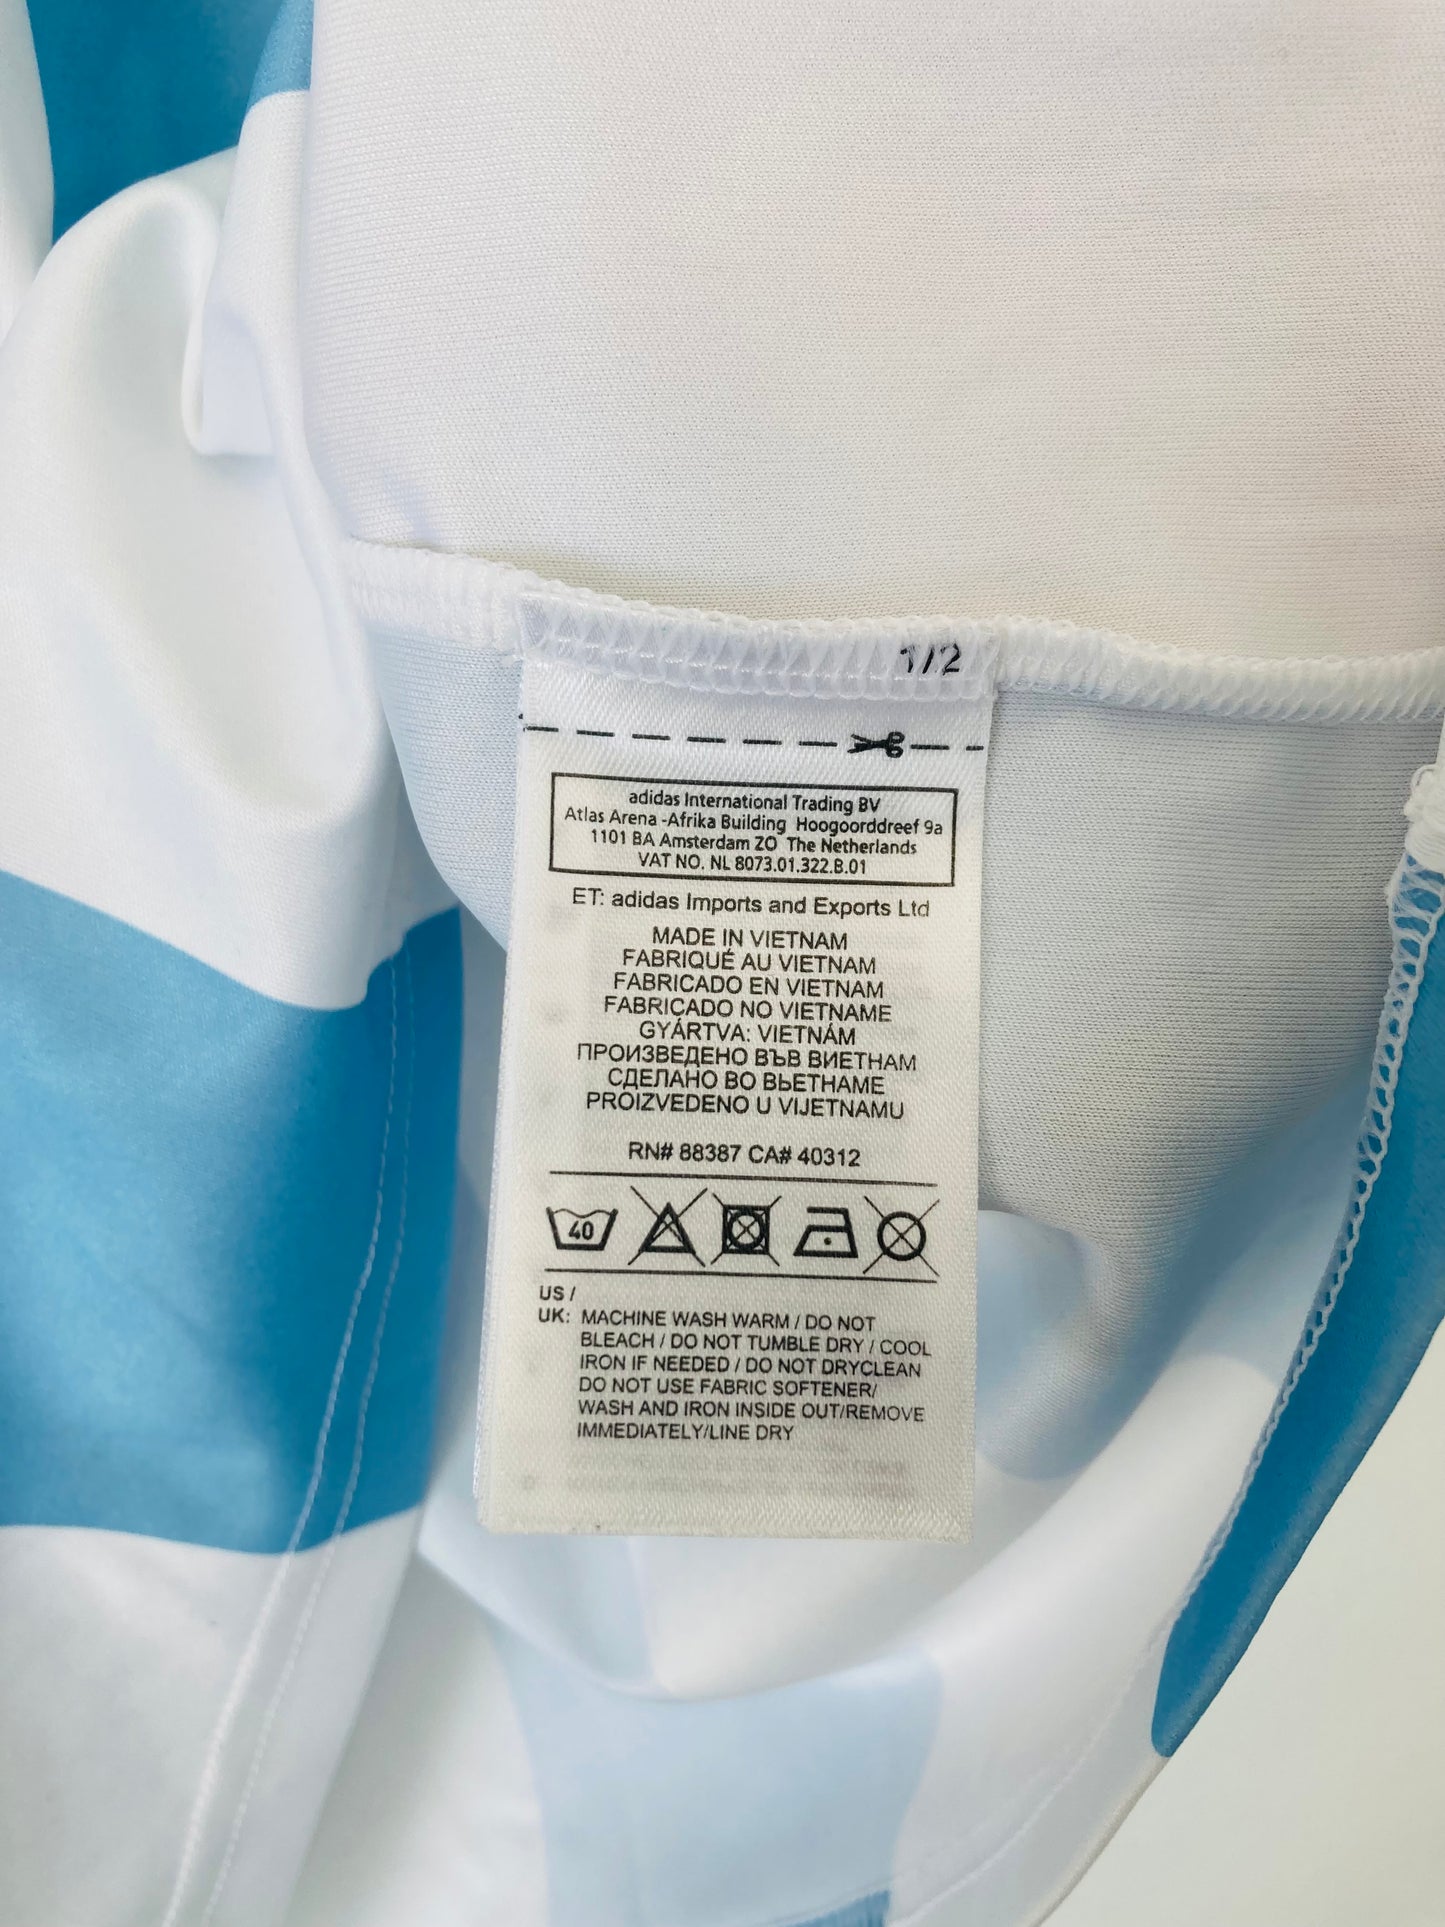 1/2
adidas International Trading BV
Atlas Arena -Afrika Building Hoogoorddreef 9a
1101 BA Amsterdam ZO The Netherlands
VAT NO. NL 8073.01.322.B.01
ET: adidas Imports and Exports Ltd
MADE IN VIETNAM
FABRIQUÉ AU VIETNAM
FABRICADO EN VIETNAM
FABRICADO NO VIETNAME
GYÁRTVA: VIETNÁM
ПРОИЗВЕДЕНО ВЪВ ВИЕТНАМ
СДЕЛАНО ВО ВЬЕТНАМЕ
PROIZVEDENO U VIJETNAMU
RN# 88387 CA# 40312
40
US /
UK: MACHINE WASH WARM / DO NOT
BLEACH / DO NOT TUMBLE DRY / COOL
IRON IF NEEDED / DO NOT DRYCLEAN
DO NOT USE FABRIC SOFTENER/
WASH AND IRON INSIDE OUT/REMOVE
IMMEDIATELY/LINE DRY